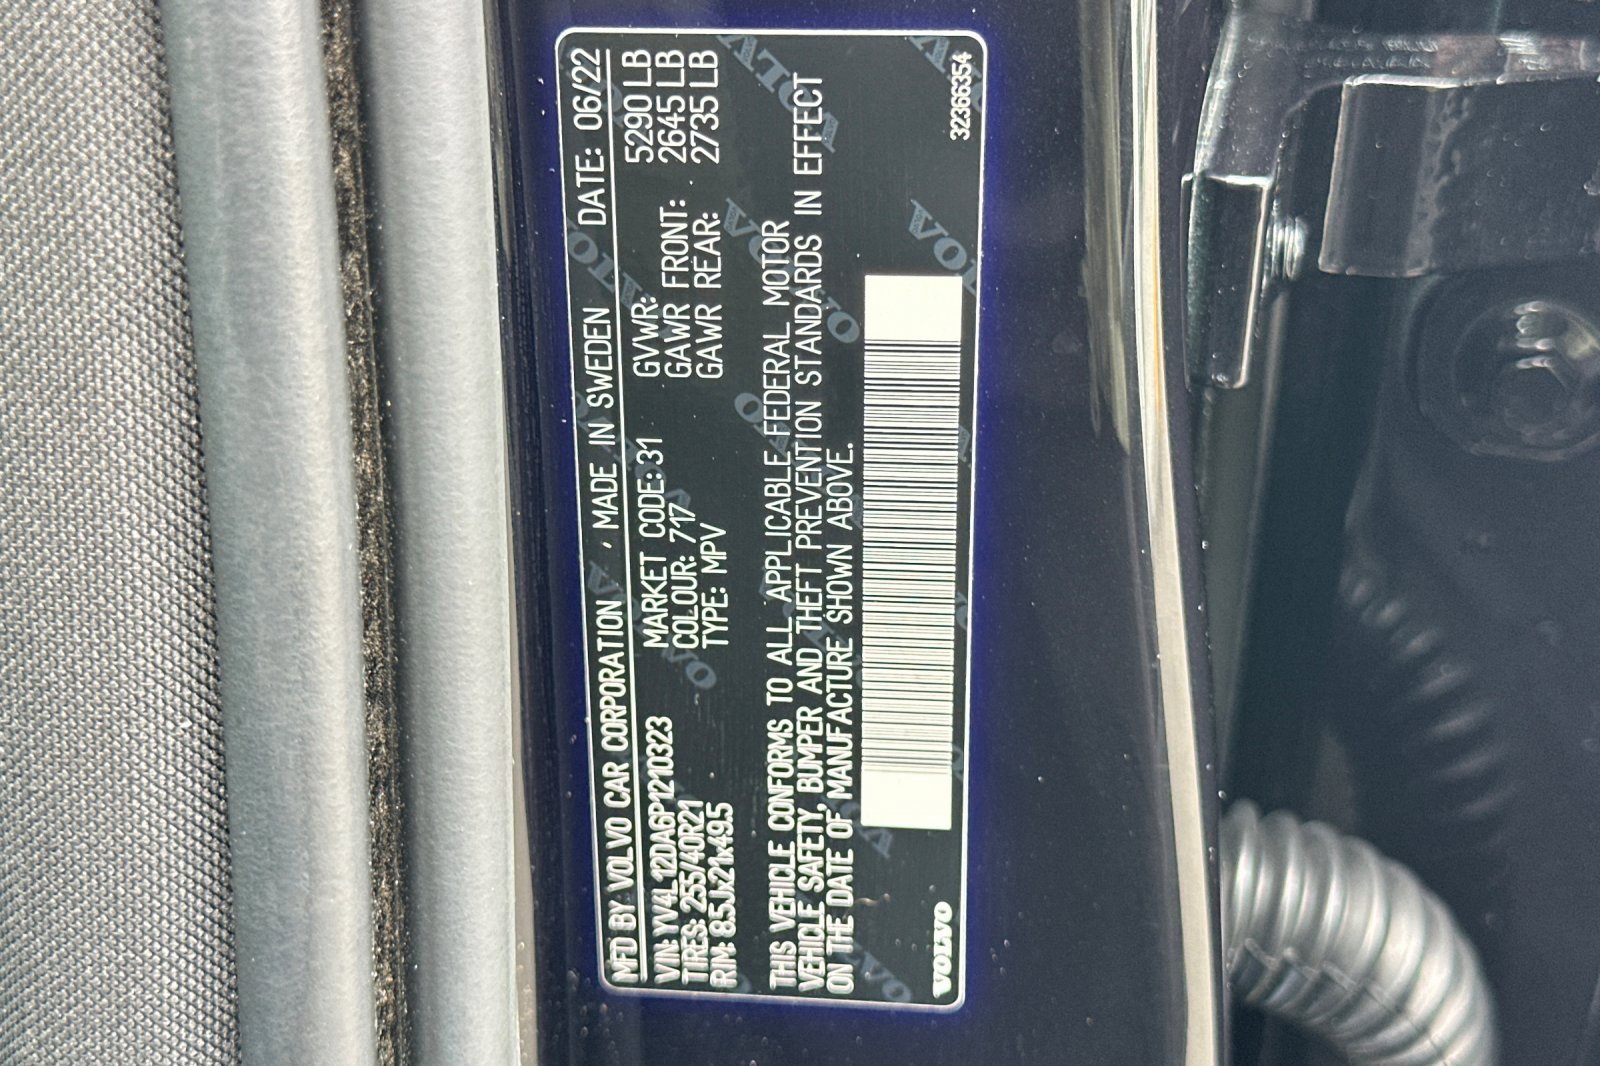 MFD BY VOLVO CAR CORPORATION , MADE IN SWEDEN DATE: 06/22
VIN: YV4L12DA6P1210323 MARKET CODE: 31 GVWR: 5290 LB
TIRES: 255/40R21 COLOUR: 717 GAWR FRONT: 2645 LB
RIM: 8.5Jx21x49.5 TYPE: MPV GAWR REAR: 2735 LB
THIS VEHICLE CONFORMS TO ALL APPLICABLE FEDERAL MOTOR
VEHICLE SAFETY, BUMPER AND THEFT PREVENTION STANDARDS IN EFFECT
ON THE DATE OF MANUFACTURE SHOWN ABOVE.
VOLVO
32366354